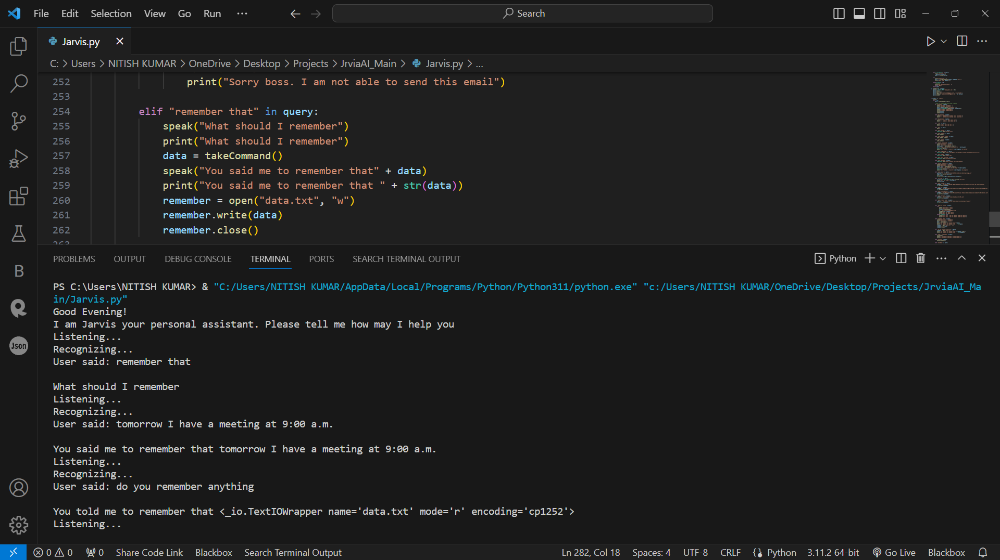 File Edit Selection View Go Run ··· Search
Jarvis.py
C: > Users > NITISH KUMAR > OneDrive > Desktop > Projects > JrviaAI_Main > Jarvis.py > ...
252 print("Sorry boss. I am not able to send this email")
253
254 elif "remember that" in query:
255 speak("What should I remember")
256 print("What should I remember")
257 data = takeCommand()
258 speak("You said me to remember that" + data)
259 print("You said me to remember that " + str(data))
260 remember = open("data.txt", "w")
261 remember.write(data)
262 remember.close()
263
PROBLEMS OUTPUT DEBUG CONSOLE TERMINAL PORTS SEARCH TERMINAL OUTPUT Python
PS C:\Users\NITISH KUMAR> & "C:/Users/NITISH KUMAR/AppData/Local/Programs/Python/Python311/python.exe" "c:/Users/NITISH KUMAR/OneDrive/Desktop/Projects/JrviaAI_Ma
in/Jarvis.py"
Good Evening!
I am Jarvis your personal assistant. Please tell me how may I help you
Listening...
Recognizing...
User said: remember that
What should I remember
Listening...
Recognizing...
User said: tomorrow I have a meeting at 9:00 a.m.
You said me to remember that tomorrow I have a meeting at 9:00 a.m.
Listening...
Recognizing...
User said: do you remember anything
You told me to remember that <_io.TextIOWrapper name='data.txt' mode='r' encoding='cp1252'>
Listening...
B
Json
0 0 0 Share Code Link Blackbox Search Terminal Output Ln 282, Col 18 Spaces: 4 UTF-8 CRLF {} Python 3.11.2 64-bit Go Live Blackbox